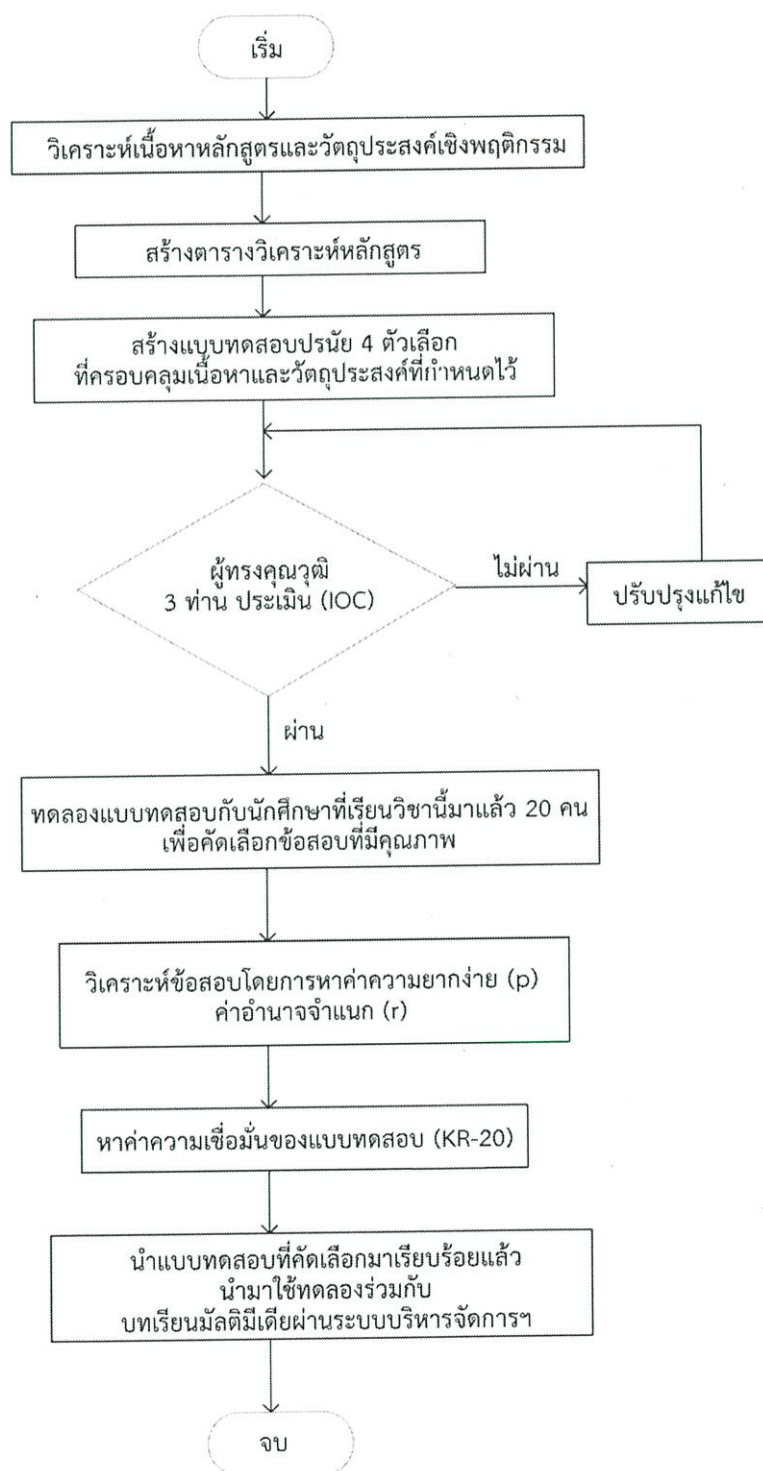 เริ่ม
วิเคราะห์เนื้อหาหลักสูตรและวัตถุประสงค์เชิงพฤติกรรม
สร้างตารางวิเคราะห์หลักสูตร
สร้างแบบทดสอบปรนัย 4 ตัวเลือก
ที่ครอบคลุมเนื้อหาและวัตถุประสงค์ที่กำหนดไว้
ผู้ทรงคุณวุฒิ
3 ท่าน ประเมิน (IOC)
ไม่ผ่าน
ปรับปรุงแก้ไข
ผ่าน
ทดลองแบบทดสอบกับนักศึกษาที่เรียนวิชานี้มาแล้ว 20 คน
เพื่อคัดเลือกข้อสอบที่มีคุณภาพ
วิเคราะห์ข้อสอบโดยการหาค่าความยากง่าย (p)
ค่าอำนาจจำแนก (r)
หาค่าความเชื่อมั่นของแบบทดสอบ (KR-20)
นำแบบทดสอบที่คัดเลือกมาเรียบร้อยแล้ว
นำมาใช้ทดลองร่วมกับ
บทเรียนมัลติมีเดียผ่านระบบบริหารจัดการฯ
จบ